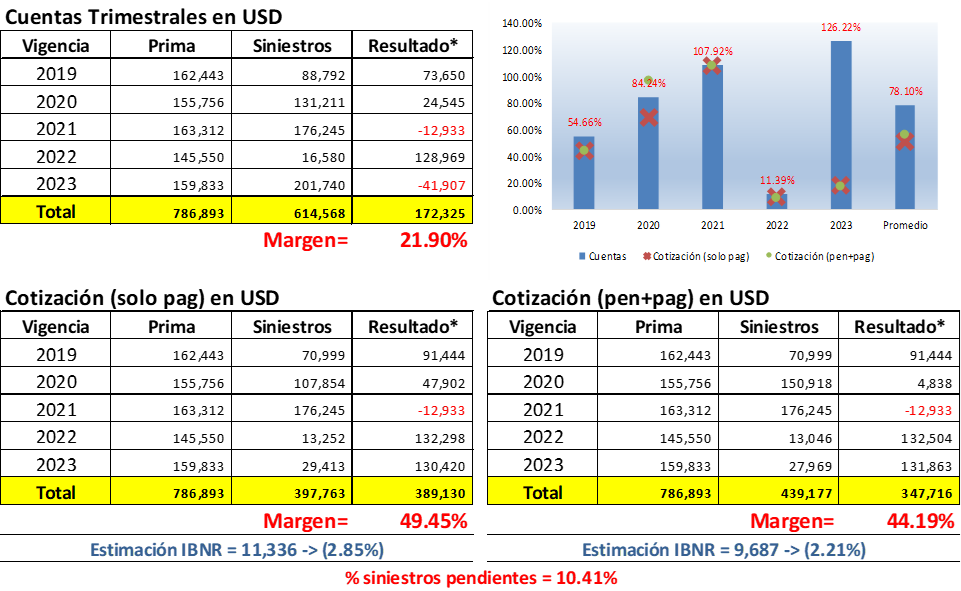 Cuentas Trimestrales en USD
Vigencia Prima Siniestros Resultado*
2019 162,443 88,792 73,650
2020 155,756 131,211 24,545
2021 163,312 176,245 -12,933
2022 145,550 16,580 128,969
2023 159,833 201,740 -41,907
Total 786,893 614,568 172,325
Margen= 21.90%
140.00%
120.00%
100.00%
80.00%
60.00%
40.00%
20.00%
0.00%
54.66%
84.24%
107.92%
11.39%
126.22%
78.10%
2019 2020 2021 2022 2023 Promedio
Cuentas Cotización (solo pag) Cotización (pen+pag)
Cotización (solo pag) en USD
Vigencia Prima Siniestros Resultado*
2019 162,443 70,999 91,444
2020 155,756 107,854 47,902
2021 163,312 176,245 -12,933
2022 145,550 13,252 132,298
2023 159,833 29,413 130,420
Total 786,893 397,763 389,130
Margen= 49.45%
Estimación IBNR = 11,336 -> (2.85%)
Cotización (pen+pag) en USD
Vigencia Prima Siniestros Resultado*
2019 162,443 70,999 91,444
2020 155,756 150,918 4,838
2021 163,312 176,245 -12,933
2022 145,550 13,046 132,504
2023 159,833 27,969 131,863
Total 786,893 439,177 347,716
Margen= 44.19%
Estimación IBNR = 9,687 -> (2.21%)
% siniestros pendientes = 10.41%